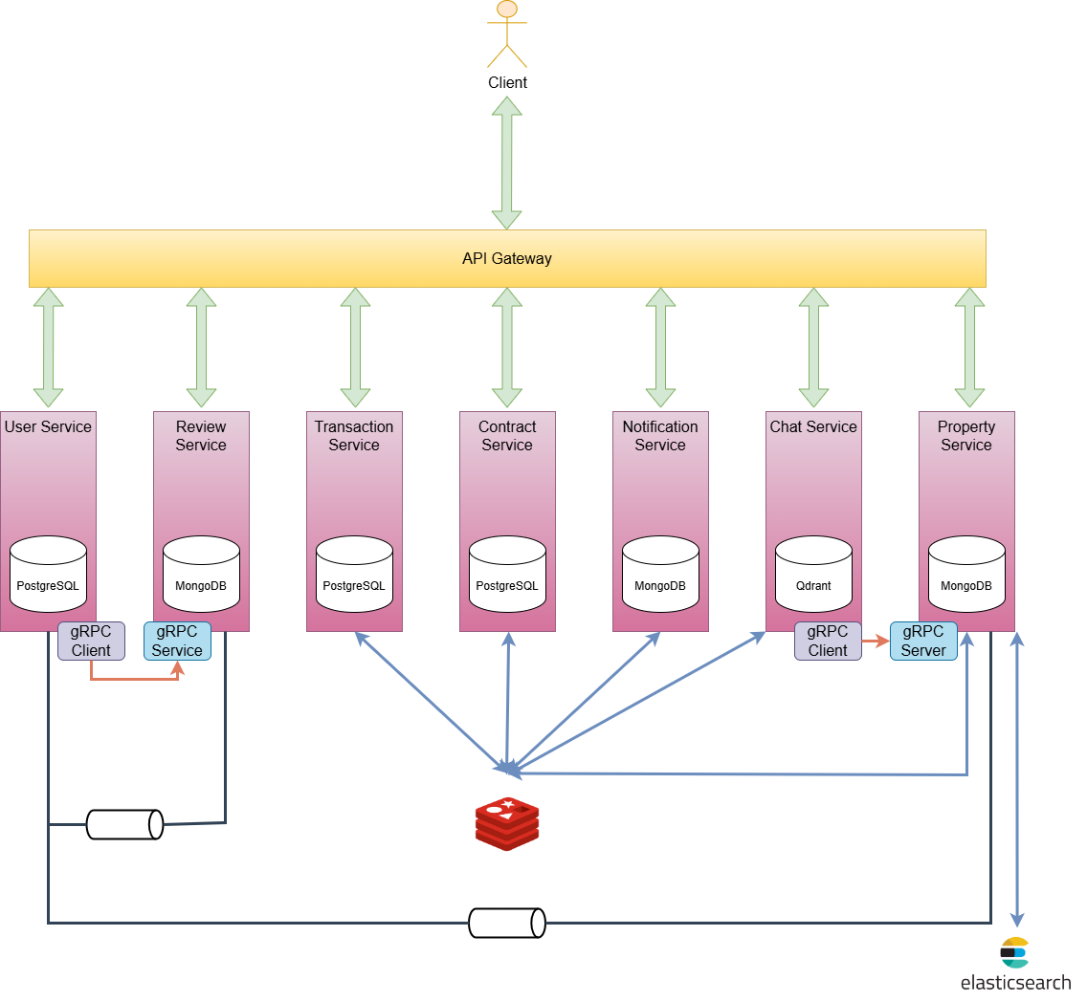 Client
API Gateway
User Service
Review
Service
Transaction
Service
Contract
Service
Notification
Service
Chat Service
Property
Service
PostgreSQL
MongoDB
PostgreSQL
PostgreSQL
MongoDB
Qdrant
MongoDB
gRPC
Client
gRPC
Service
gRPC
Client
gRPC
Server
elasticsearch